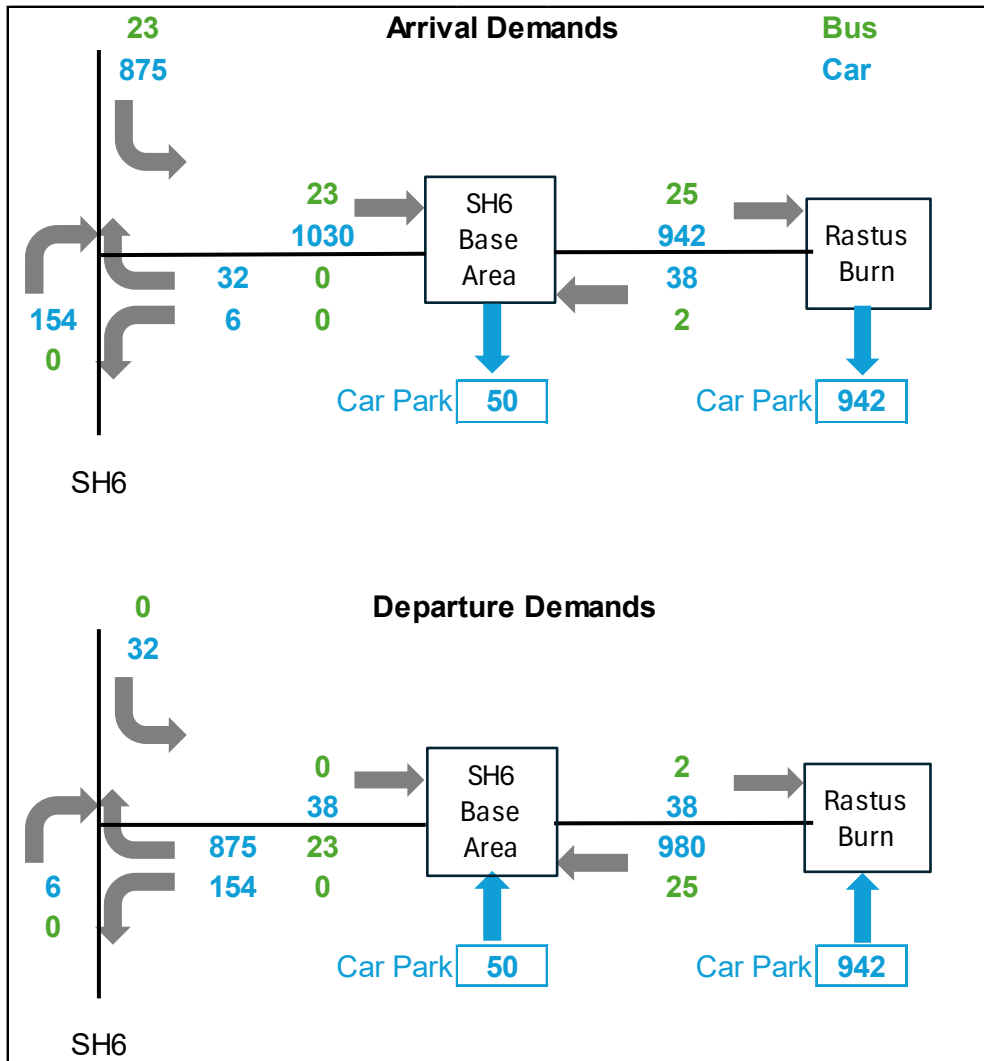 23 Arrival Demands Bus
875 Car
23 SH6 25
1030 Base 942 Rastus
32 0 Area 38 Burn
154 6 0 2
0
Car Park 50 Car Park 942
SH6
0 Departure Demands
32
0 SH6 2
38 Base 38 Rastus
875 23 Area 980 Burn
6 154 0 25
0
Car Park 50 Car Park 942
SH6